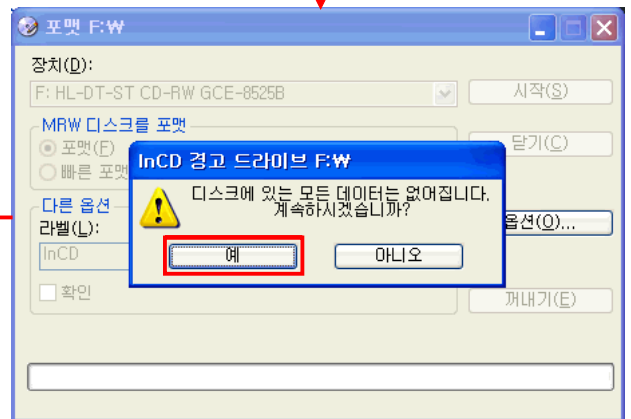 포맷 F:₩
장치(D):
F: HL-DT-ST CD-RW GCE-8525B
시작(S)
MRW 디스크를 포맷
포맷(F)
닫기(C)
빠른 포맷
InCD 경고 드라이브 F:₩
디스크에 있는 모든 데이터는 없어집니다.
계속하시겠습니까?
예
아니오
다른 옵션
라벨(L):
옵션(O)...
InCD
확인
꺼내기(E)